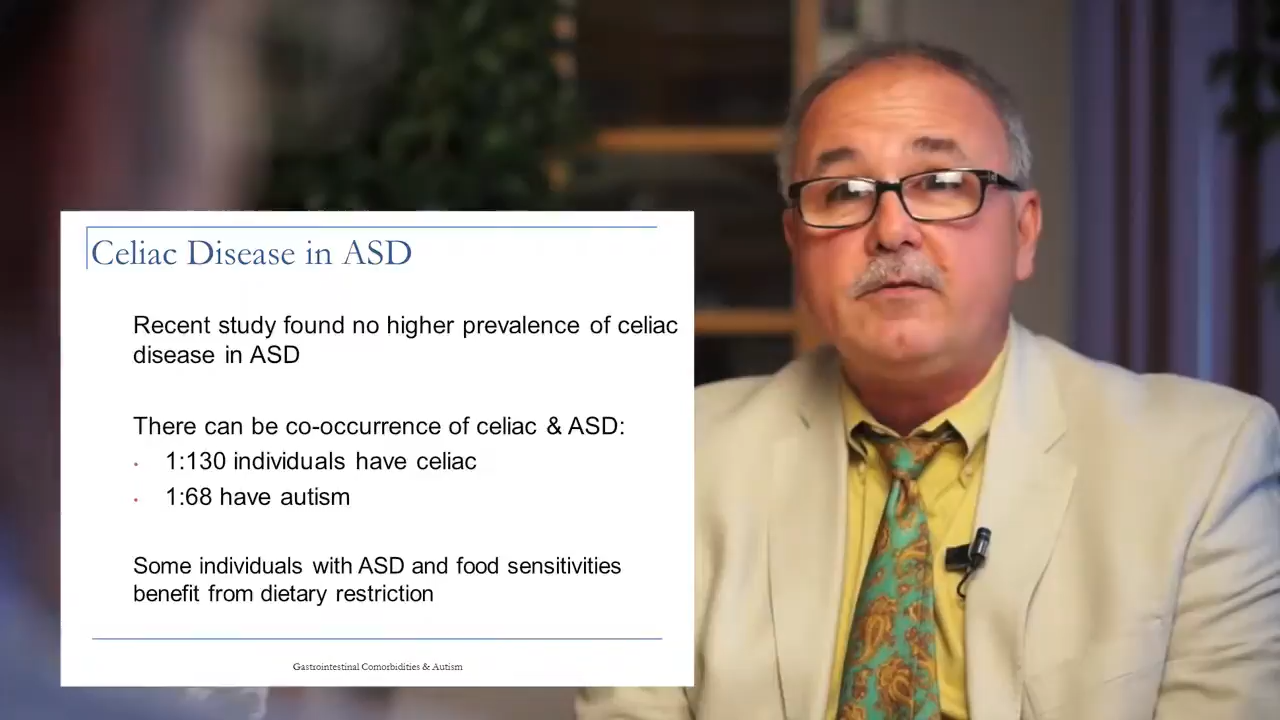 Celiac Disease in ASD
Recent study found no higher prevalence of celiac
disease in ASD
There can be co-occurrence of celiac & ASD:
· 1:130 individuals have celiac
· 1:68 have autism
Some individuals with ASD and food sensitivities
benefit from dietary restriction
Gastrointestinal Comorbidities & Autism